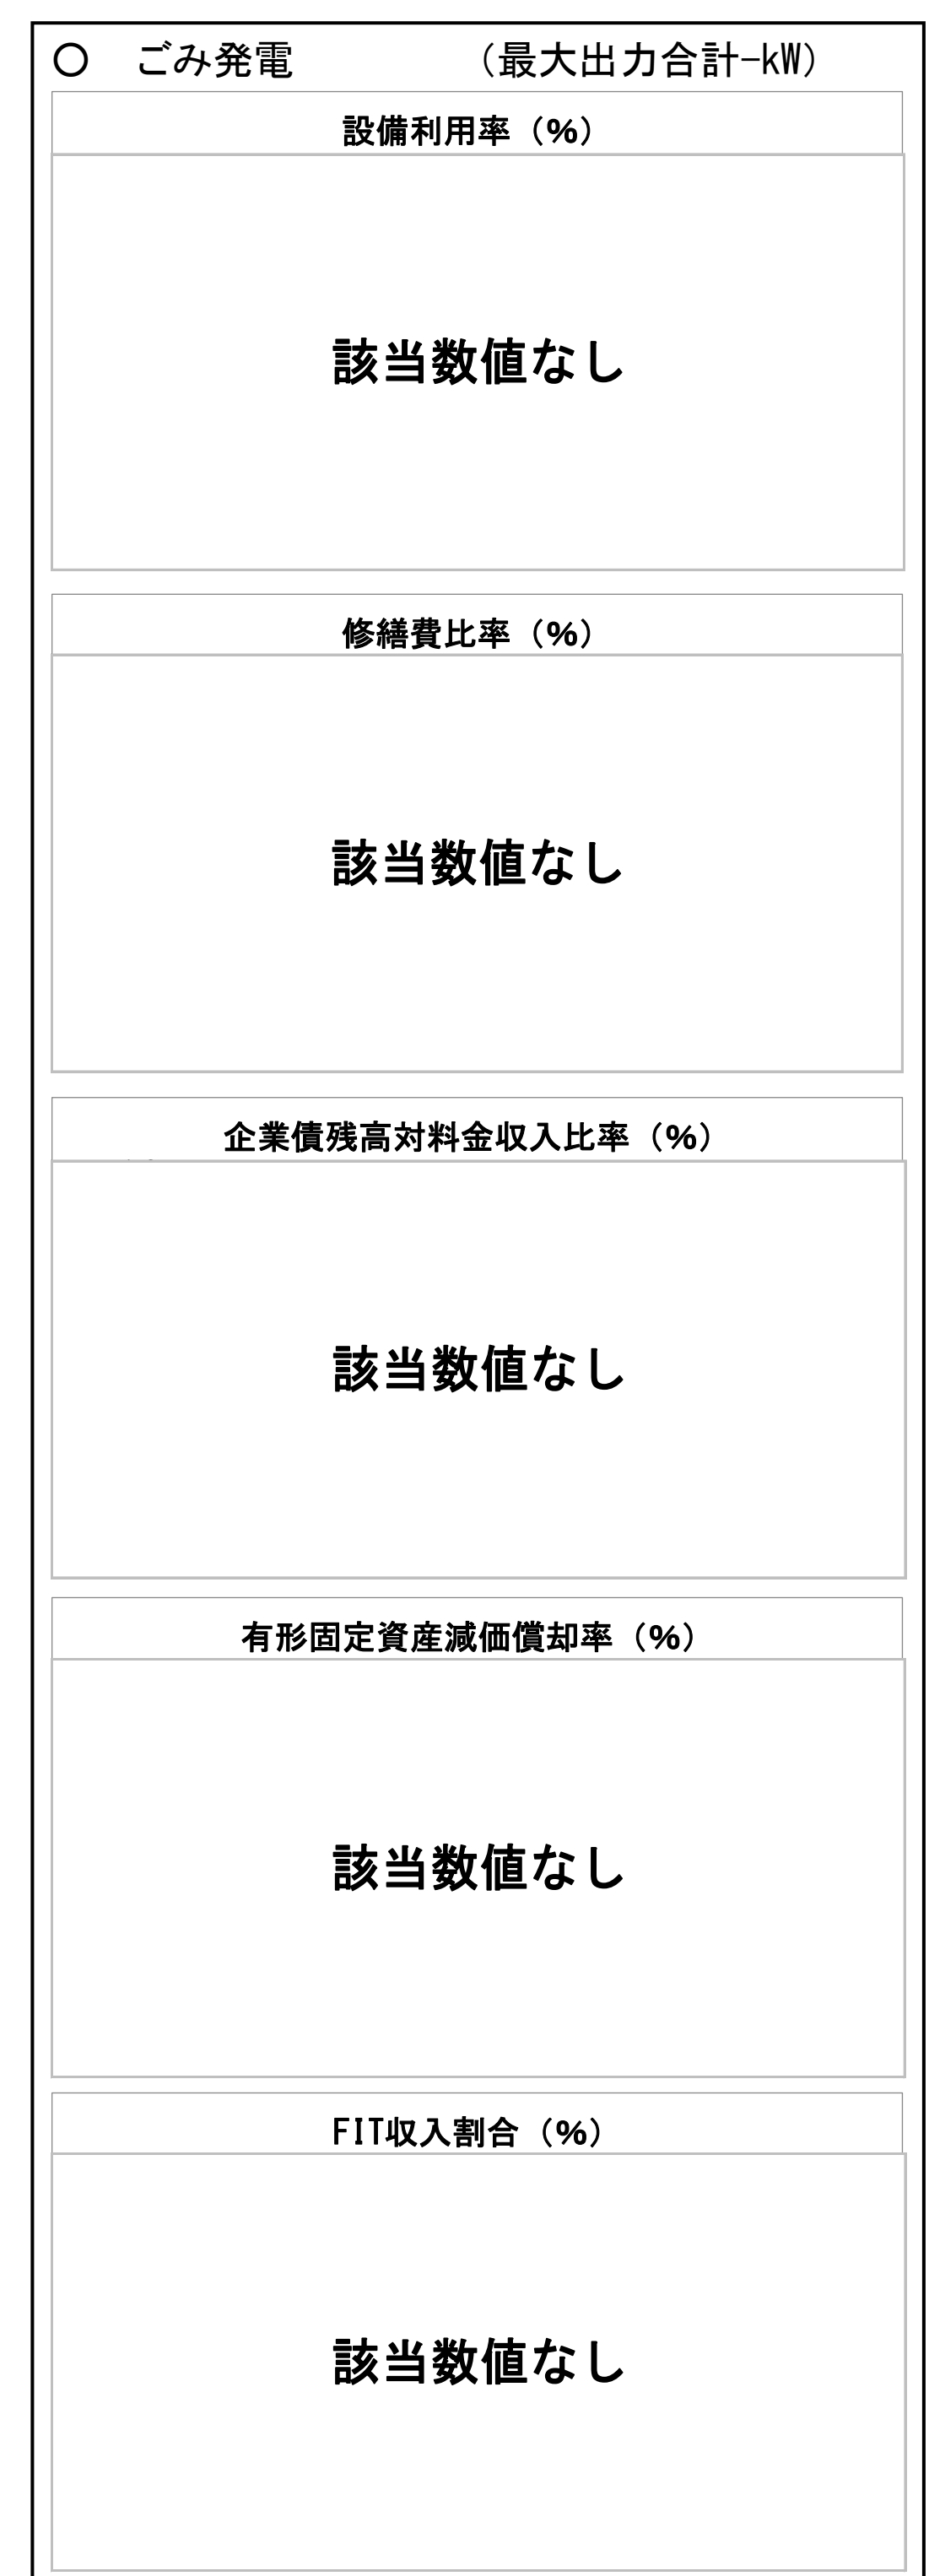 ○　ごみ発電　（最大出力合計-kW）
設備利用率（%）
該当数値なし
修繕費比率（%）
該当数値なし
企業債残高対料金収入比率（%）
該当数値なし
有形固定資産減価償却率（%）
該当数値なし
FIT収入割合（%）
該当数値なし